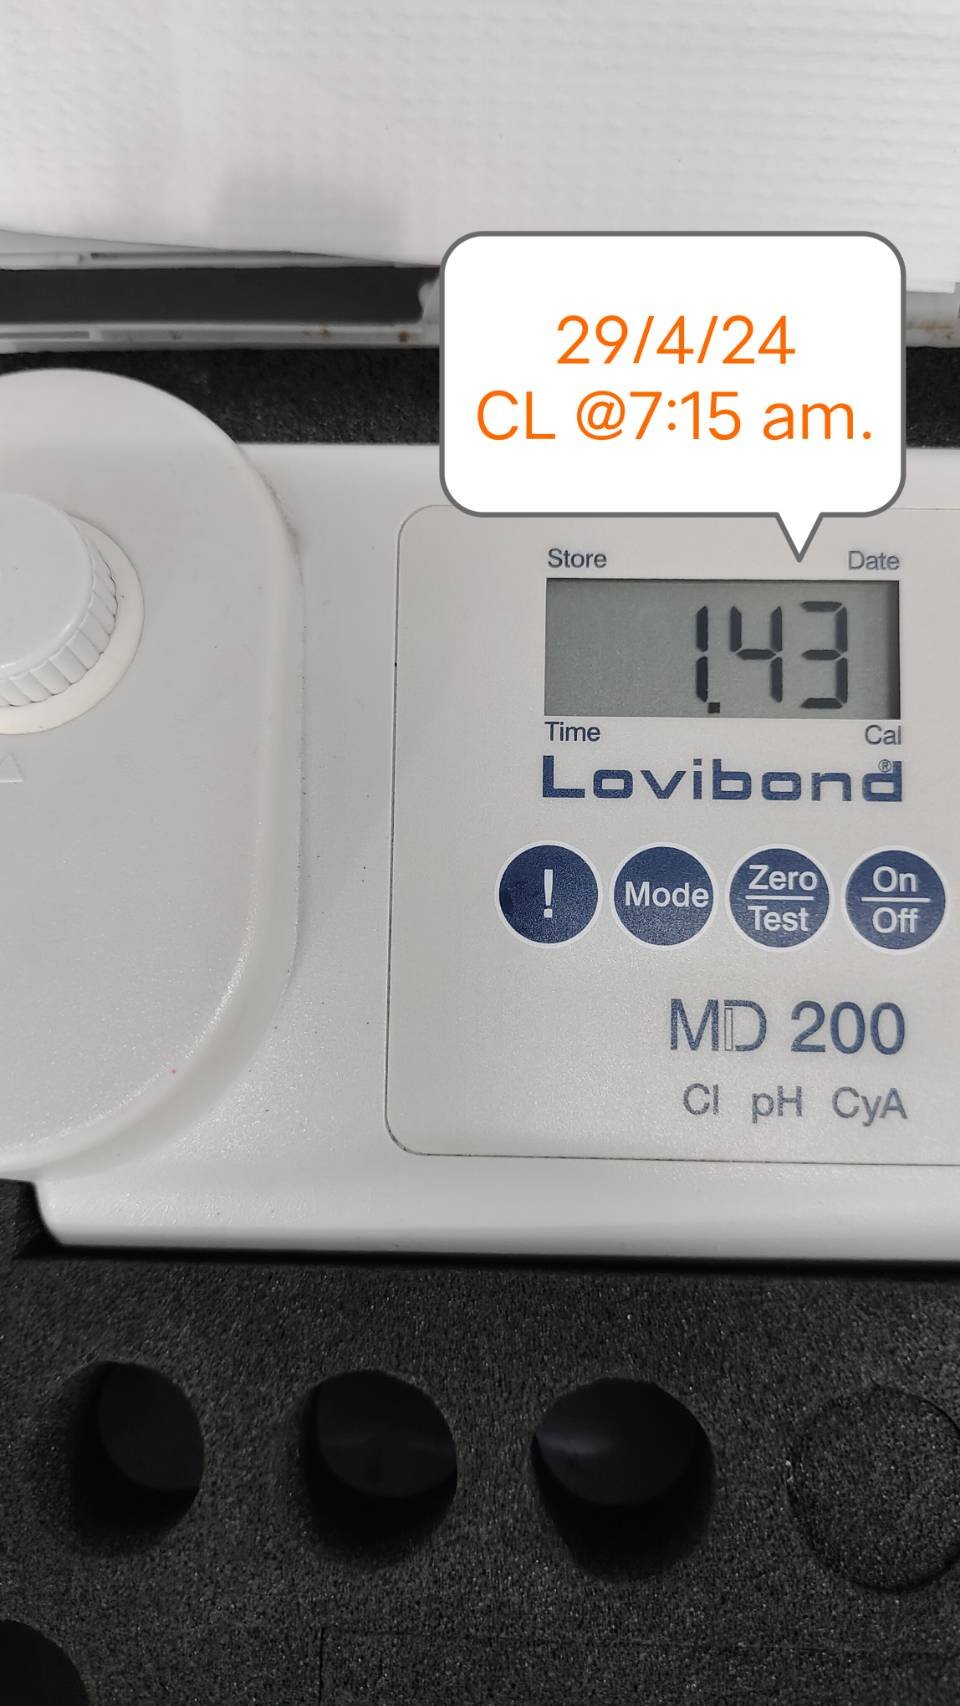 29/4/24
CL @7:15 am.
Store Date
1.43
Time Cal
Lovibond®
! Mode Zero Test On Off
MD 200
Cl pH CyA